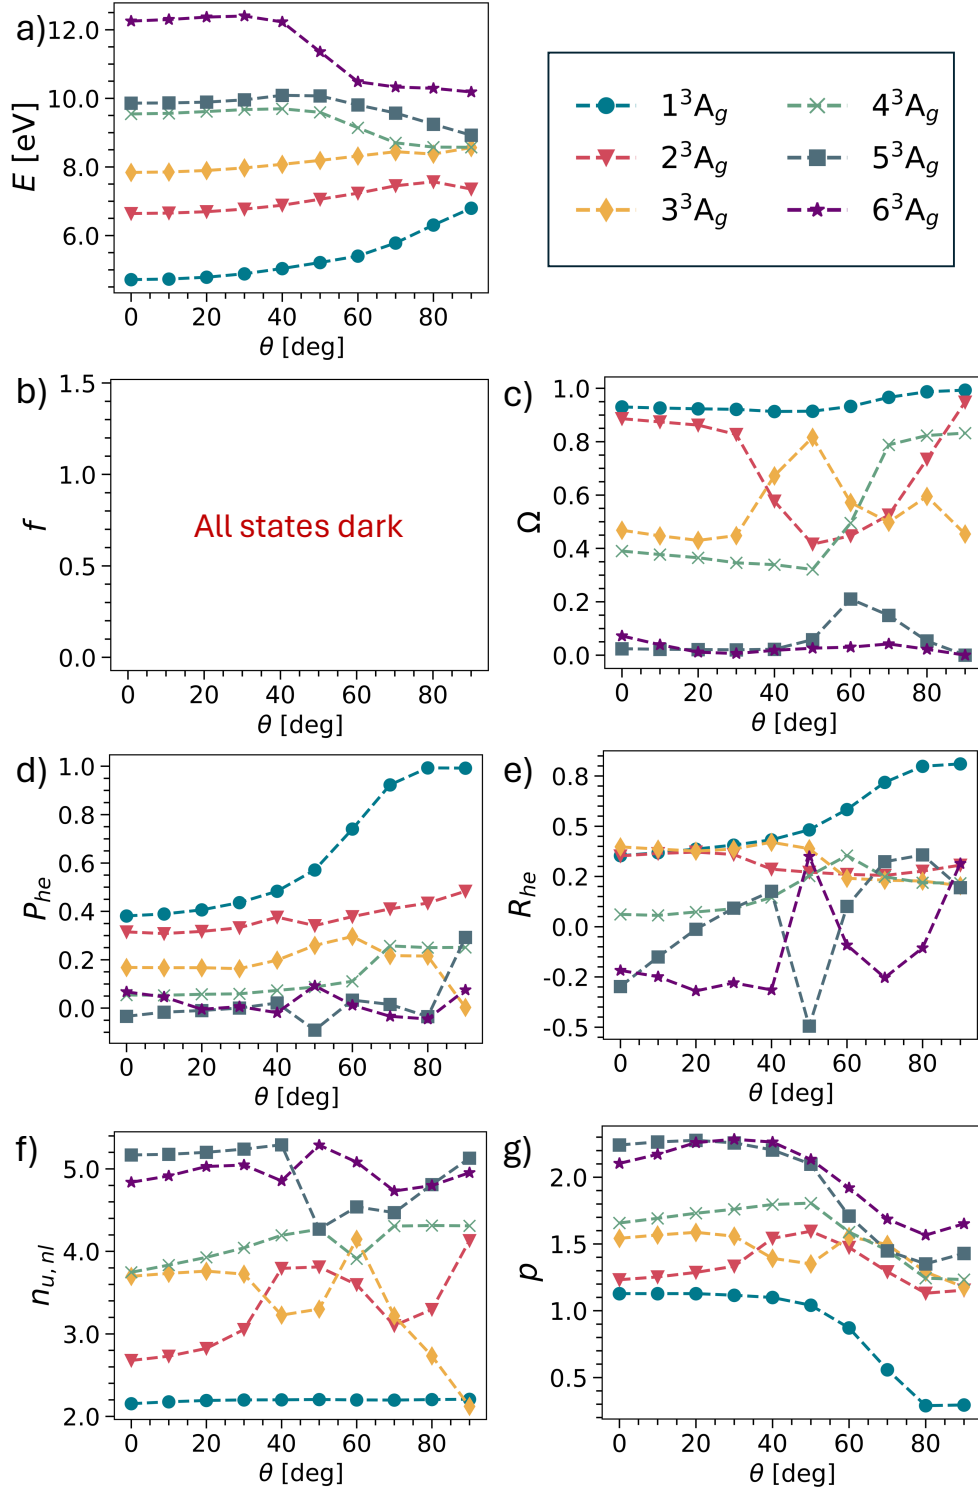 a)
12.0
10.0
8.0
6.0
E [eV]
0 20 40 60 80
θ [deg]
1³A_g
2³A_g
3³A_g
4³A_g
5³A_g
6³A_g
b)
1.5
1.0
0.5
0.0
f
All states dark
0 20 40 60 80
θ [deg]
c)
1.0
0.8
0.6
0.4
0.2
0.0
Ω
0 20 40 60 80
θ [deg]
d)
1.0
0.8
0.6
0.4
0.2
0.0
P_he
0 20 40 60 80
θ [deg]
e)
0.8
0.5
0.2
0.0
-0.2
-0.5
R_he
0 20 40 60 80
θ [deg]
f)
5.0
4.0
3.0
2.0
n_u, nl
0 20 40 60 80
θ [deg]
g)
2.0
1.5
1.0
0.5
p
0 20 40 60 80
θ [deg]